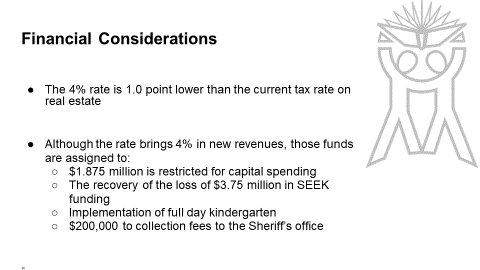 Financial Considerations
● The 4% rate is 1.0 point lower than the current tax rate on
real estate
● Although the rate brings 4% in new revenues, those funds
are assigned to:
○ $1.875 million is restricted for capital spending
○ The recovery of the loss of $3.75 million in SEEK
funding
○ Implementation of full day kindergarten
○ $200,000 to collection fees to the Sheriff's office